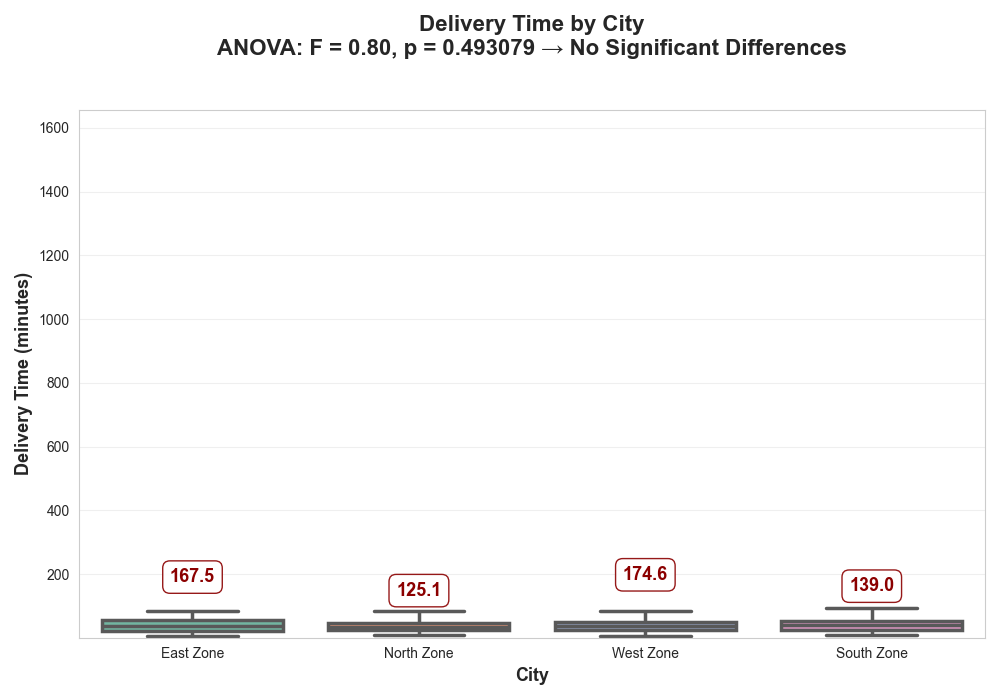 Delivery Time by City
ANOVA: F = 0.80, p = 0.493079 → No Significant Differences
Delivery Time (minutes)
1600
1400
1200
1000
800
600
400
200
167.5
125.1
174.6
139.0
East Zone
North Zone
West Zone
South Zone
City